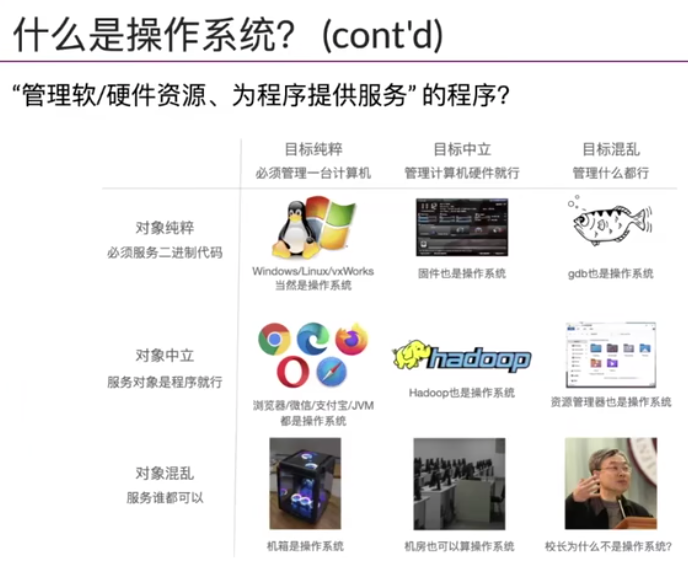 什么是操作系统？ (cont'd)
“管理软/硬件资源、为程序提供服务” 的程序？
目标纯粹
必须管理一台计算机
目标中立
管理计算机硬件就行
目标混乱
管理什么都行
对象纯粹
必须服务二进制代码
Windows/Linux/vxWorks
当然是操作系统
固件也是操作系统
gdb也是操作系统
对象中立
服务对象是程序就行
浏览器/微信/支付宝/JVM
都是操作系统
hadoop
Hadoop也是操作系统
资源管理器也是操作系统
对象混乱
服务谁都可以
机箱是操作系统
机房也可以算操作系统
校长为什么不是操作系统？